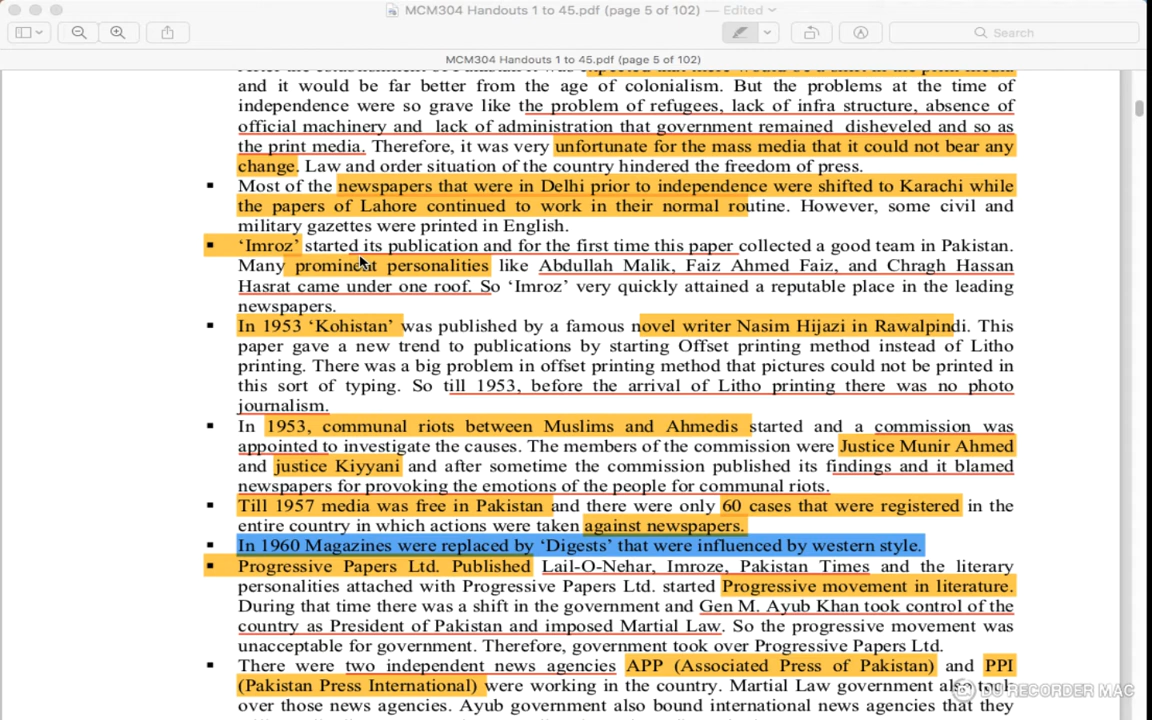 MCM304 Handouts 1 to 45.pdf (page 5 of 102) — Edited
Search
MCM304 Handouts 1 to 45.pdf (page 5 of 102)
and it would be far better from the age of colonialism. But the problems at the time of
independence were so grave like the problem of refugees, lack of infra structure, absence of
official machinery and lack of administration that government remained disheveled and so as
the print media. Therefore, it was very unfortunate for the mass media that it could not bear any
change. Law and order situation of the country hindered the freedom of press.
▪ Most of the newspapers that were in Delhi prior to independence were shifted to Karachi while
the papers of Lahore continued to work in their normal routine. However, some civil and
military gazettes were printed in English.
▪ ‘Imroz’ started its publication and for the first time this paper collected a good team in Pakistan.
Many prominent personalities like Abdullah Malik, Faiz Ahmed Faiz, and Chragh Hassan
Hasrat came under one roof. So ‘Imroz’ very quickly attained a reputable place in the leading
newspapers.
▪ In 1953 ‘Kohistan’ was published by a famous novel writer Nasim Hijazi in Rawalpindi. This
paper gave a new trend to publications by starting Offset printing method instead of Litho
printing. There was a big problem in offset printing method that pictures could not be printed in
this sort of typing. So till 1953, before the arrival of Litho printing there was no photo
journalism.
▪ In 1953, communal riots between Muslims and Ahmedis started and a commission was
appointed to investigate the causes. The members of the commission were Justice Munir Ahmed
and justice Kiyyani and after sometime the commission published its findings and it blamed
newspapers for provoking the emotions of the people for communal riots.
▪ Till 1957 media was free in Pakistan and there were only 60 cases that were registered in the
entire country in which actions were taken against newspapers.
▪ In 1960 Magazines were replaced by ‘Digests’ that were influenced by western style.
▪ Progressive Papers Ltd. Published Lail-O-Nehar, Imroze, Pakistan Times and the literary
personalities attached with Progressive Papers Ltd. started Progressive movement in literature.
During that time there was a shift in the government and Gen M. Ayub Khan took control of the
country as President of Pakistan and imposed Martial Law. So the progressive movement was
unacceptable for government. Therefore, government took over Progressive Papers Ltd.
▪ There were two independent news agencies APP (Associated Press of Pakistan) and PPI
(Pakistan Press International) were working in the country. Martial Law government also took
over those news agencies. Ayub government also bound international news agencies that they
DU RECORDER MAC